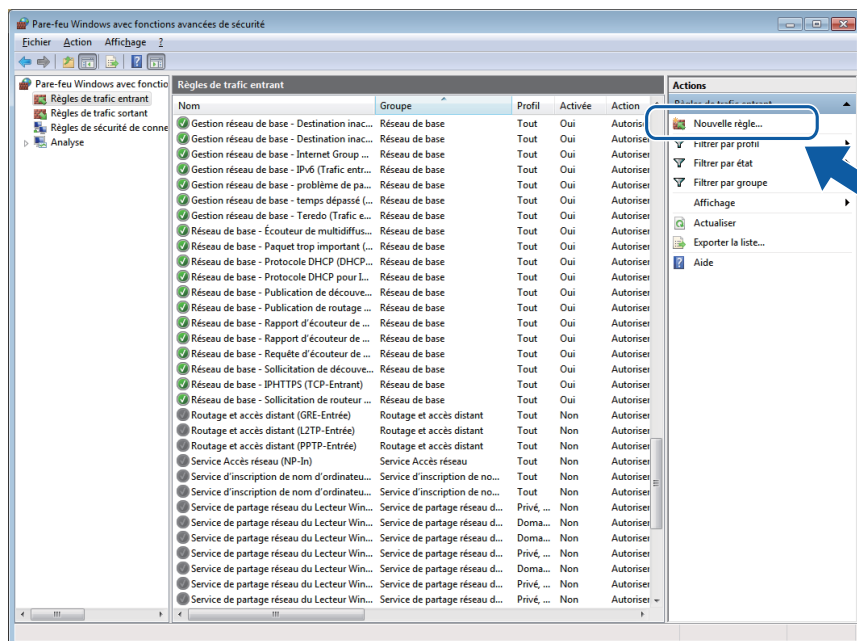 Pare-feu Windows avec fonctions avancées de sécurité
Fichier Action Affichage ?
Pare-feu Windows avec fonctio
Règles de trafic entrant
Règles de trafic sortant
Règles de sécurité de conne
Analyse
Règles de trafic entrant
Nom Groupe Profil Activée Action
Gestion réseau de base - Destination inac... Réseau de base Tout Oui Autorise
Gestion réseau de base - Destination inac... Réseau de base Tout Oui Autoriser
Gestion réseau de base - Internet Group ... Réseau de base Tout Oui Autoriser
Gestion réseau de base - IPv6 (Trafic entr... Réseau de base Tout Oui Autoriser
Gestion réseau de base - problème de pa... Réseau de base Tout Oui Autoriser
Gestion réseau de base - temps dépassé (... Réseau de base Tout Oui Autoriser
Gestion réseau de base - Teredo (Trafic e... Réseau de base Tout Oui Autoriser
Réseau de base - Écouteur de multidiffus... Réseau de base Tout Oui Autoriser
Réseau de base - Paquet trop important (... Réseau de base Tout Oui Autoriser
Réseau de base - Protocole DHCP (DHCP... Réseau de base Tout Oui Autoriser
Réseau de base - Protocole DHCP pour I... Réseau de base Tout Oui Autoriser
Réseau de base - Publication de découve... Réseau de base Tout Oui Autoriser
Réseau de base - Publication de routage ... Réseau de base Tout Oui Autoriser
Réseau de base - Rapport d'écouteur de ... Réseau de base Tout Oui Autoriser
Réseau de base - Rapport d'écouteur de ... Réseau de base Tout Oui Autoriser
Réseau de base - Requête d'écouteur de ... Réseau de base Tout Oui Autoriser
Réseau de base - Sollicitation de découve... Réseau de base Tout Oui Autoriser
Réseau de base - IPHTTPS (TCP-Entrant) Réseau de base Tout Oui Autoriser
Réseau de base - Sollicitation de routeur ... Réseau de base Tout Oui Autoriser
Routage et accès distant (GRE-Entrée) Routage et accès distant Tout Non Autoriser
Routage et accès distant (L2TP-Entrée) Routage et accès distant Tout Non Autoriser
Routage et accès distant (PPTP-Entrée) Routage et accès distant Tout Non Autoriser
Service Accès réseau (NP-In) Service Accès réseau Tout Non Autoriser
Service d'inscription de nom d'ordinateu... Service d'inscription de no... Tout Non Autoriser
Service d'inscription de nom d'ordinateu... Service d'inscription de no... Tout Non Autoriser
Service de partage réseau du Lecteur Win... Service de partage réseau d... Privé, ... Non Autoriser
Service de partage réseau du Lecteur Win... Service de partage réseau d... Doma... Non Autoriser
Service de partage réseau du Lecteur Win... Service de partage réseau d... Doma... Non Autoriser
Service de partage réseau du Lecteur Win... Service de partage réseau d... Privé, ... Non Autoriser
Service de partage réseau du Lecteur Win... Service de partage réseau d... Doma... Non Autoriser
Service de partage réseau du Lecteur Win... Service de partage réseau d... Privé, ... Non Autoriser
Service de partage réseau du Lecteur Win... Service de partage réseau d... Privé, ... Non Autoriser
Actions
Règles de trafic entrant
Nouvelle règle...
Filtrer par profil
Filtrer par état
Filtrer par groupe
Affichage
Actualiser
Exporter la liste...
Aide